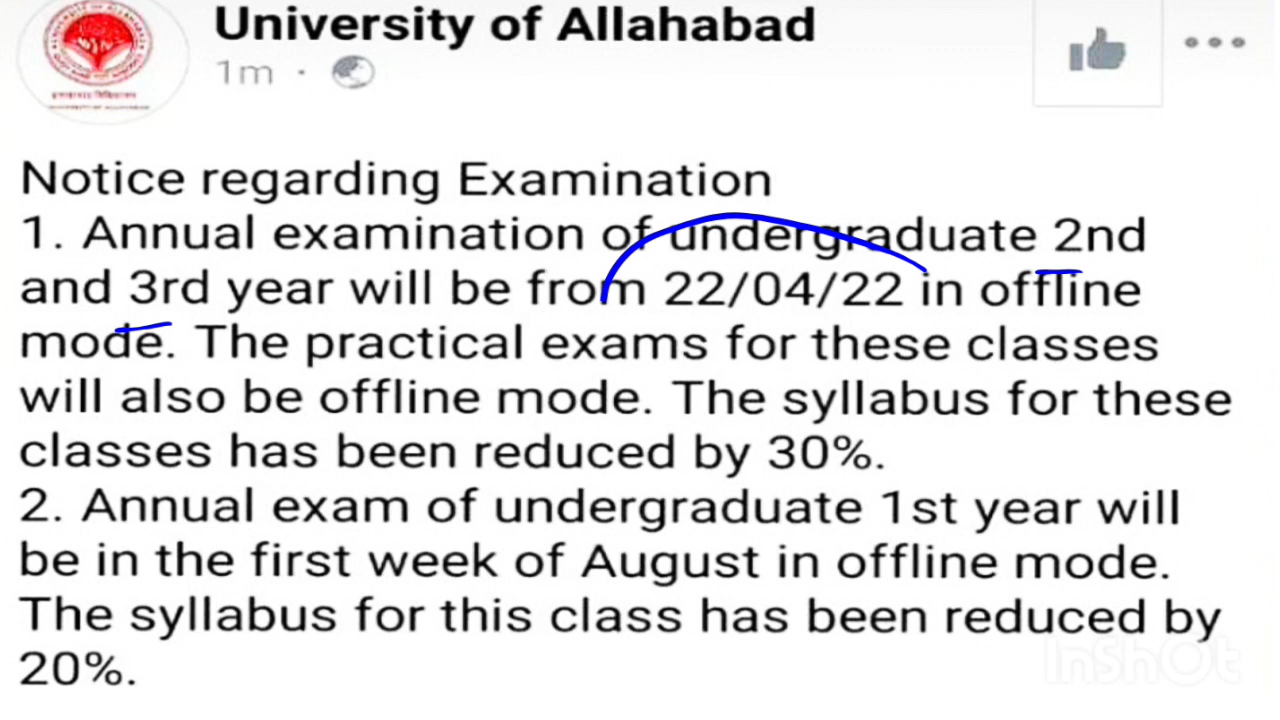 University of Allahabad
1m ·
Notice regarding Examination
1. Annual examination of undergraduate 2nd
and 3rd year will be from 22/04/22 in offline
mode. The practical exams for these classes
will also be offline mode. The syllabus for these
classes has been reduced by 30%.
2. Annual exam of undergraduate 1st year will
be in the first week of August in offline mode.
The syllabus for this class has been reduced by
20%.
InShOt